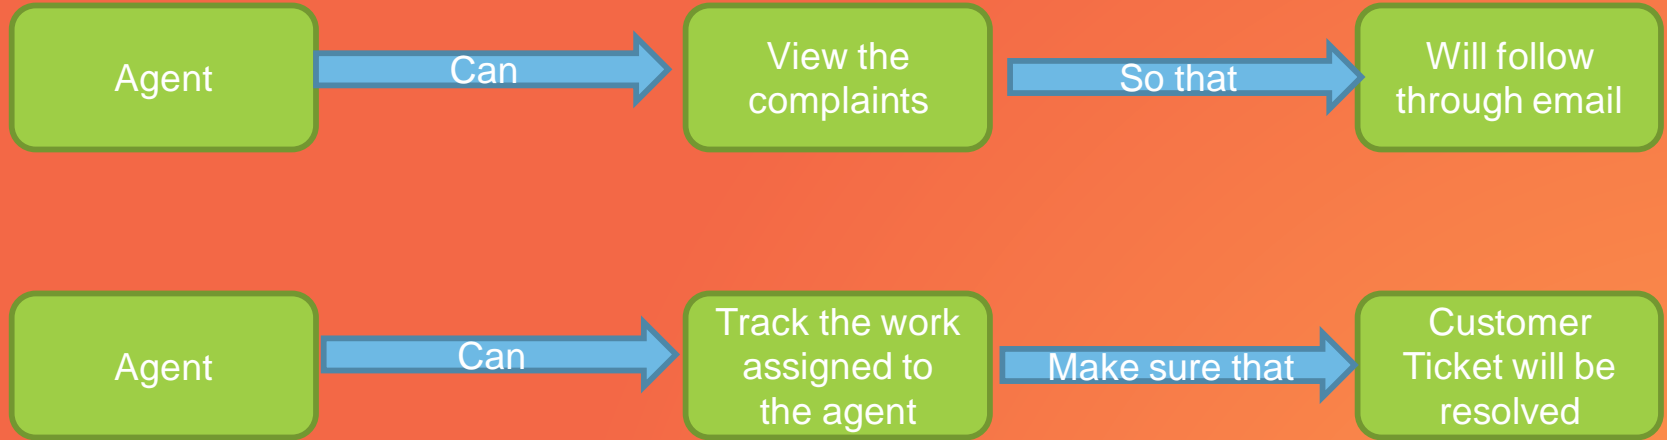 Agent
Can
View the
complaints
So that
Will follow
through email
Agent
Can
Track the work
assigned to
the agent
Make sure that
Customer
Ticket will be
resolved